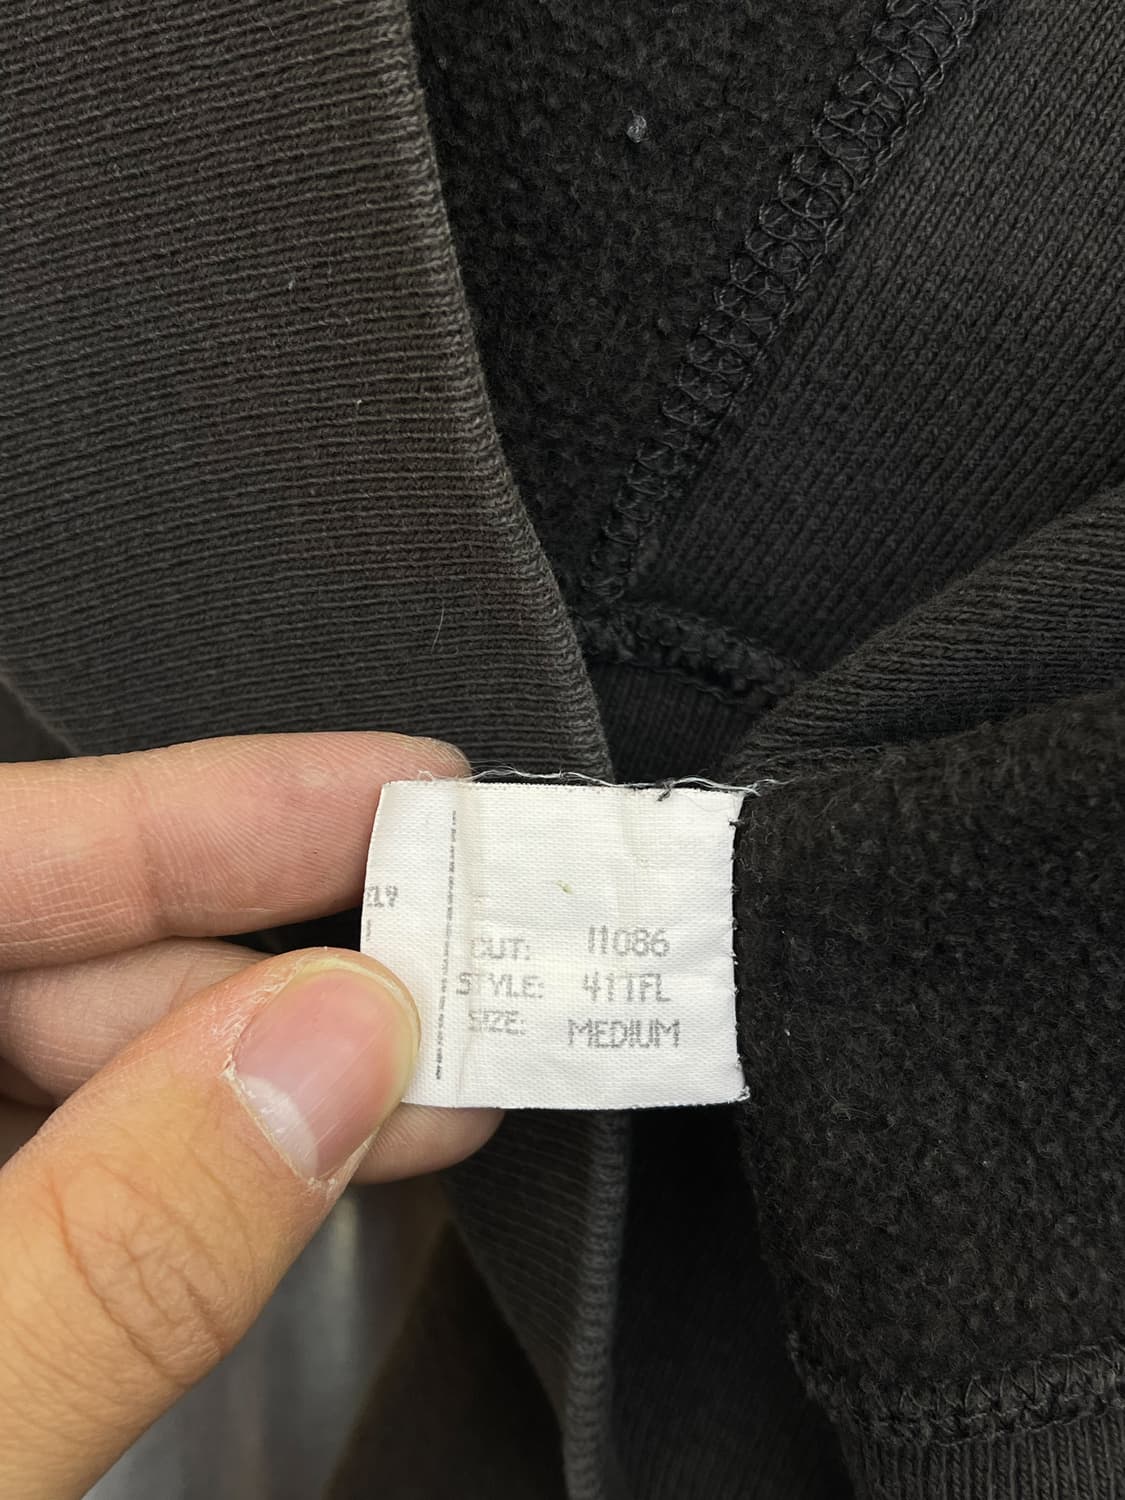 CUT: 11086
STYLE: 411FL
SIZE: MEDIUM